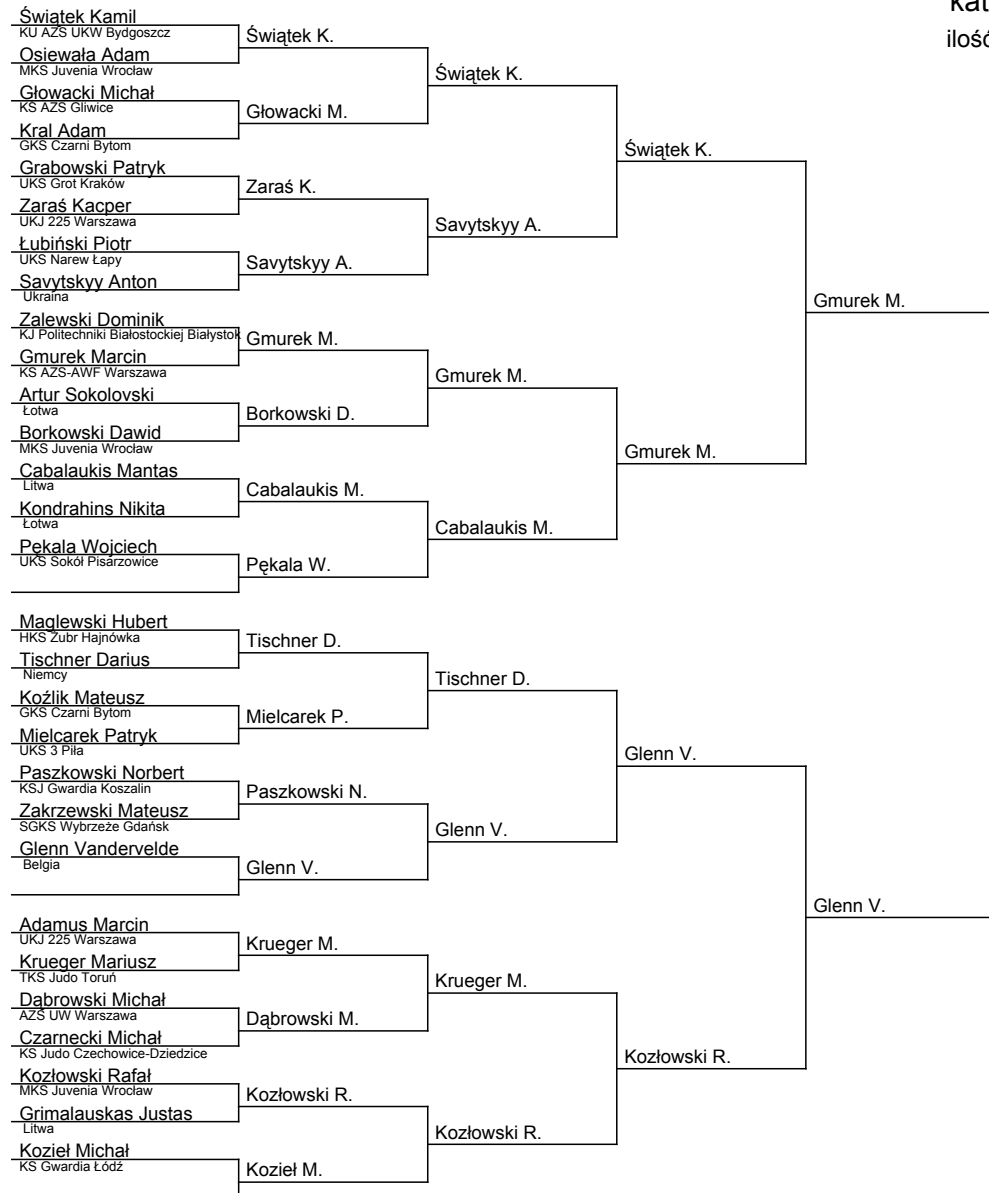 kat
ilość
Świątek Kamil
KU AZS UKW Bydgoszcz
Świątek K.
Osiewała Adam
MKS Juvenia Wrocław
Świątek K.
Głowacki Michał
KS AZS Gliwice
Głowacki M.
Kral Adam
GKS Czarni Bytom
Świątek K.
Grabowski Patryk
UKS Grot Kraków
Zaraś K.
Zaraś Kacper
UKJ 225 Warszawa
Savytskyy A.
Łubiński Piotr
UKS Narew Łapy
Savytskyy A.
Savytskyy Anton
Ukraina
Gmurek M.
Zalewski Dominik
KJ Politechniki Białostockiej Białystok
Gmurek M.
Gmurek Marcin
KS AZS-AWF Warszawa
Gmurek M.
Artur Sokolovski
Łotwa
Borkowski D.
Borkowski Dawid
MKS Juvenia Wrocław
Gmurek M.
Cabalaukis Mantas
Litwa
Cabalaukis M.
Kondrahins Nikita
Łotwa
Cabalaukis M.
Pękala Wojciech
UKS Sokół Pisarzowice
Pękala W.
Maglewski Hubert
HKS Żubr Hajnówka
Tischner D.
Tischner Darius
Niemcy
Tischner D.
Koźlik Mateusz
GKS Czarni Bytom
Mielcarek P.
Mielcarek Patryk
UKS 3 Piła
Glenn V.
Paszkowski Norbert
KSJ Gwardia Koszalin
Paszkowski N.
Zakrzewski Mateusz
SGKS Wybrzeże Gdańsk
Glenn V.
Glenn Vandervelde
Belgia
Glenn V.
Glenn V.
Adamus Marcin
UKJ 225 Warszawa
Krueger M.
Krueger Mariusz
TKS Judo Toruń
Krueger M.
Dąbrowski Michał
AZS UW Warszawa
Dąbrowski M.
Czarnecki Michał
KS Judo Czechowice-Dziedzice
Kozłowski R.
Kozłowski Rafał
MKS Juvenia Wrocław
Kozłowski R.
Grimalauskas Justas
Litwa
Kozłowski R.
Kozieł Michał
KS Gwardia Łódź
Kozieł M.